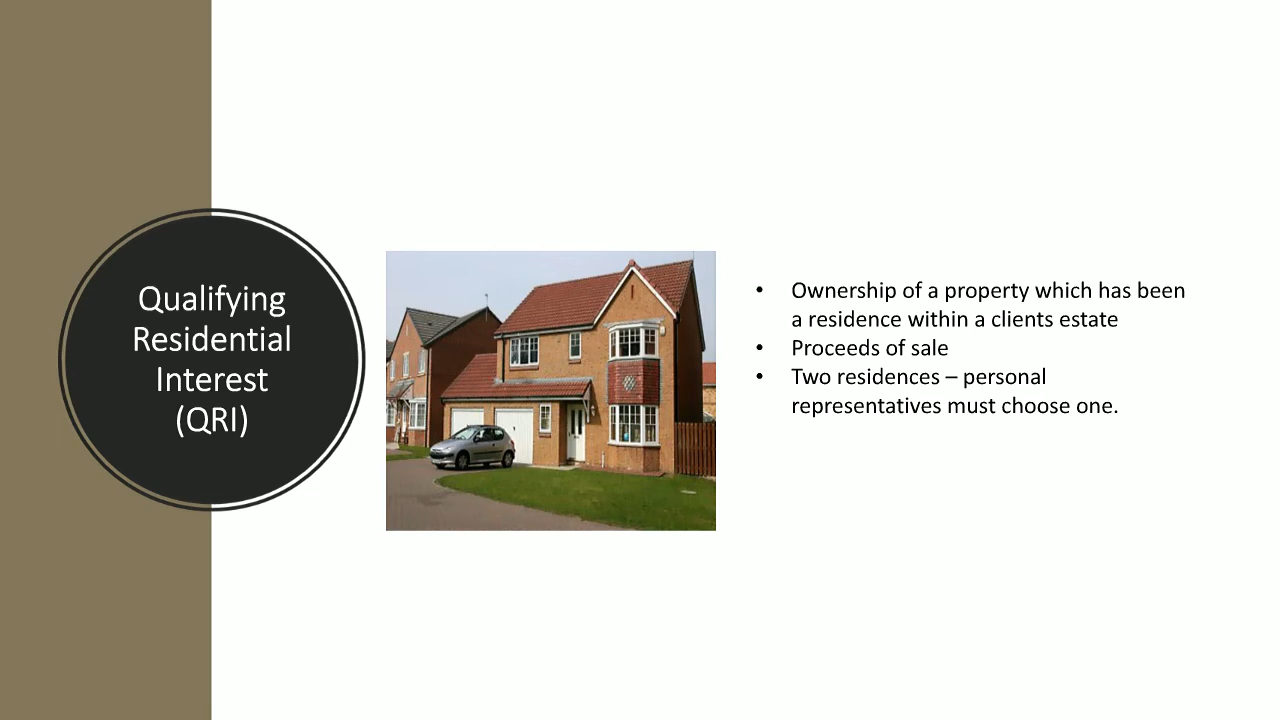 Qualifying
Residential
Interest
(QRI)
• Ownership of a property which has been
a residence within a clients estate
• Proceeds of sale
• Two residences – personal
representatives must choose one.